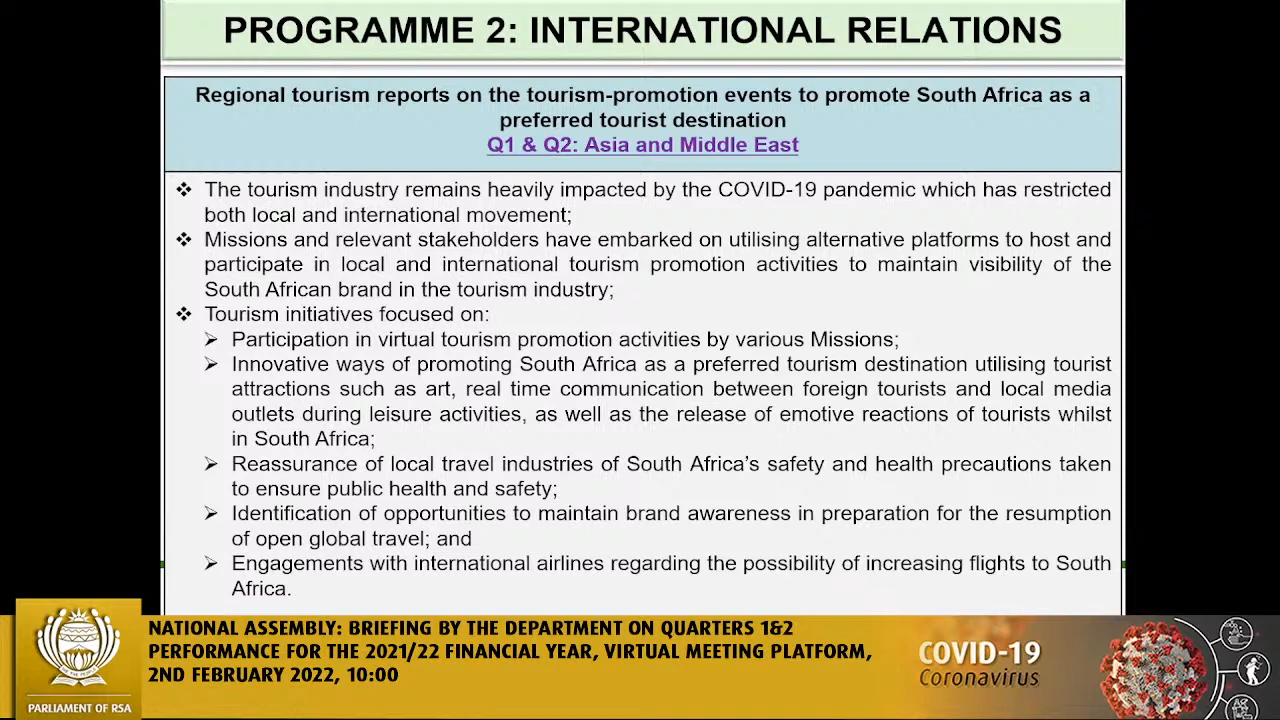 PROGRAMME 2: INTERNATIONAL RELATIONS
Regional tourism reports on the tourism-promotion events to promote South Africa as a
preferred tourist destination
Q1 & Q2: Asia and Middle East
❖ The tourism industry remains heavily impacted by the COVID-19 pandemic which has restricted
both local and international movement;
❖ Missions and relevant stakeholders have embarked on utilising alternative platforms to host and
participate in local and international tourism promotion activities to maintain visibility of the
South African brand in the tourism industry;
❖ Tourism initiatives focused on:
➢ Participation in virtual tourism promotion activities by various Missions;
➢ Innovative ways of promoting South Africa as a preferred tourism destination utilising tourist
attractions such as art, real time communication between foreign tourists and local media
outlets during leisure activities, as well as the release of emotive reactions of tourists whilst
in South Africa;
➢ Reassurance of local travel industries of South Africa's safety and health precautions taken
to ensure public health and safety;
➢ Identification of opportunities to maintain brand awareness in preparation for the resumption
of open global travel; and
➢ Engagements with international airlines regarding the possibility of increasing flights to South
Africa.
NATIONAL ASSEMBLY: BRIEFING BY THE DEPARTMENT ON QUARTERS 1&2
PERFORMANCE FOR THE 2021/22 FINANCIAL YEAR, VIRTUAL MEETING PLATFORM,
2ND FEBRUARY 2022, 10:00
PARLIAMENT OF RSA
COVID-19
Coronavirus